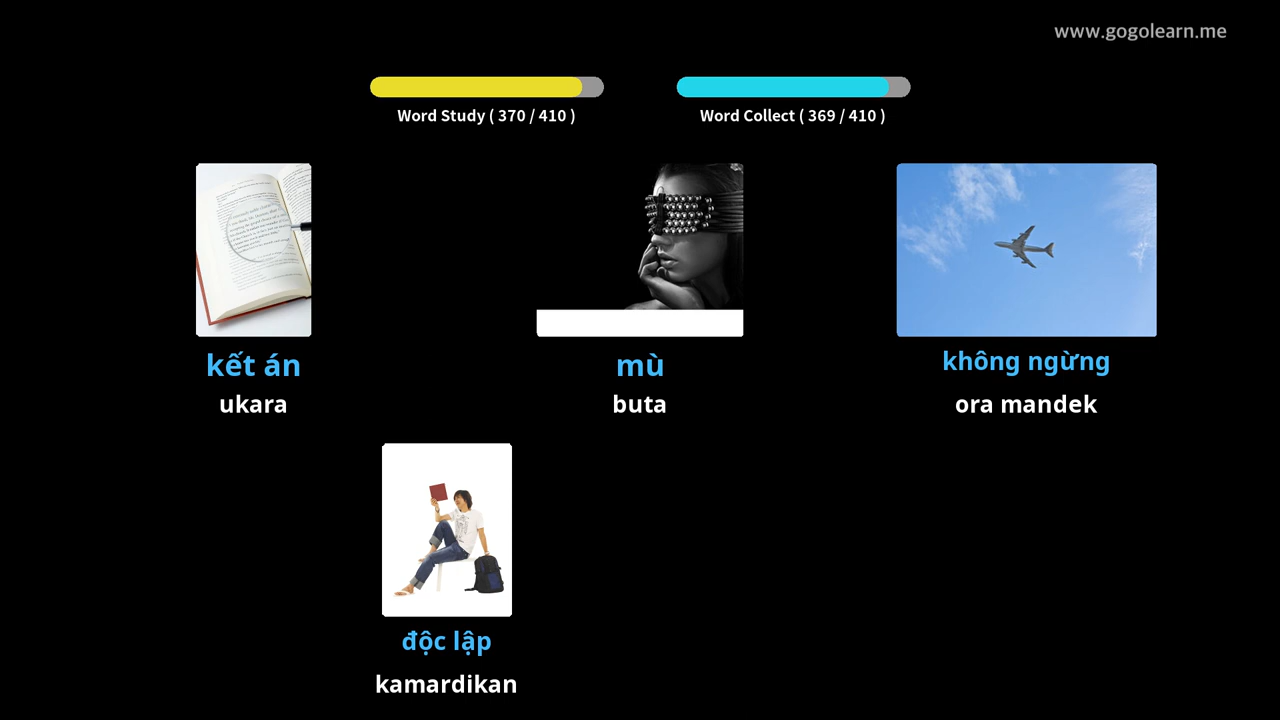 www.gogolearn.me
Word Study ( 370 / 410 )
Word Collect ( 369 / 410 )
kết án
ukara
mù
buta
không ngừng
ora mandek
độc lập
kamardikan